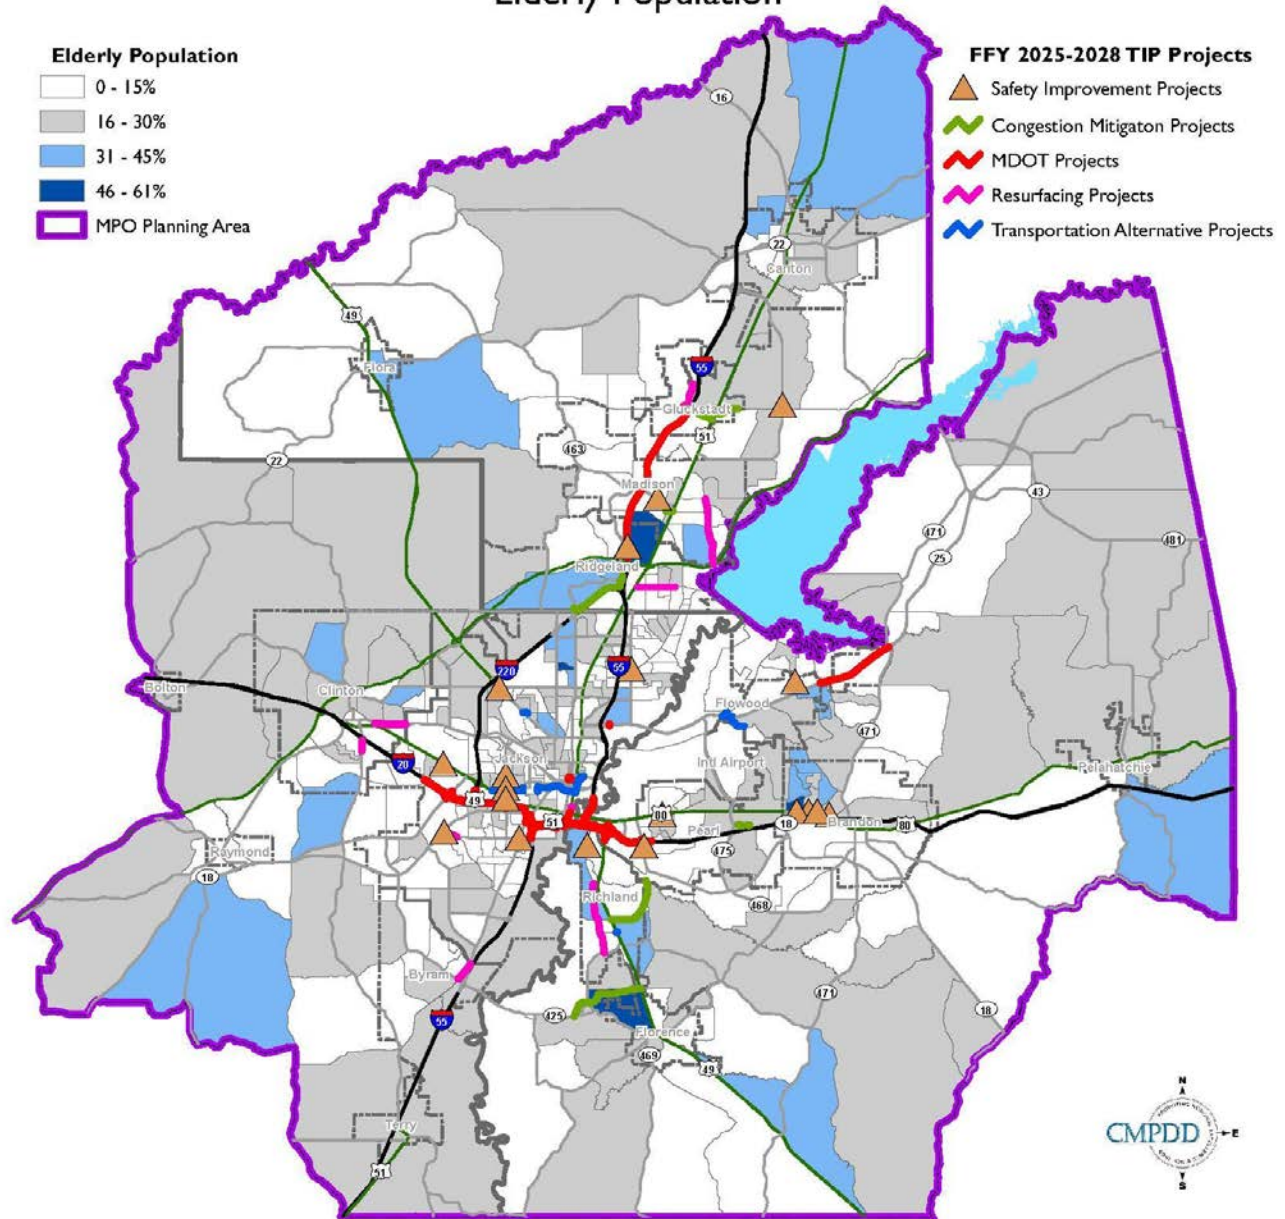 Elderly Population
Elderly Population
0 - 15%
16 - 30%
31 - 45%
46 - 61%
MPO Planning Area
FFY 2025-2028 TIP Projects
Safety Improvement Projects
Congestion Mitigaton Projects
MDOT Projects
Resurfacing Projects
Transportation Alternative Projects
16
22
Canton
49
Flora
55
Gluckstadt
51
463
22
Madison
43
471
481
25
Ridgeland
220
55
Bolton
Clinton
Flowood
471
20
Jackson
Ind Airport
Pelahatchie
49
51
80
18
Brandon
80
Pearl
475
Raymond
18
Richland
468
Byram
471
18
425
55
Florence
469
49
Terry
51
N
CMPDD
E
S